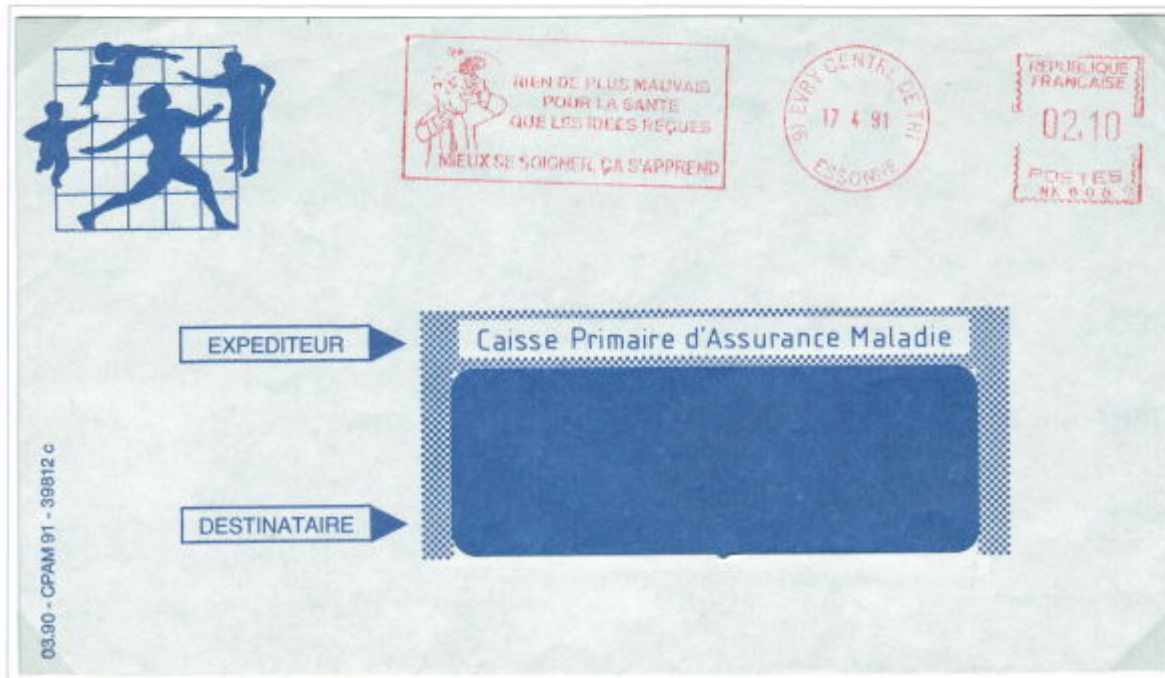 RIEN DE PLUS MAUVAIS
POUR LA SANTE
QUE LES IDEES REÇUES
MIEUX SE SOIGNER, ÇA S'APPREND
91 EVRY CENTRE DE TRI
17 4 91
ESSONNE
REPUBLIQUE
FRANCAISE
02,10
POSTES
EXPEDITEUR
Caisse Primaire d'Assurance Maladie
DESTINATAIRE
03.90 - CPAM 91 - 39812 c